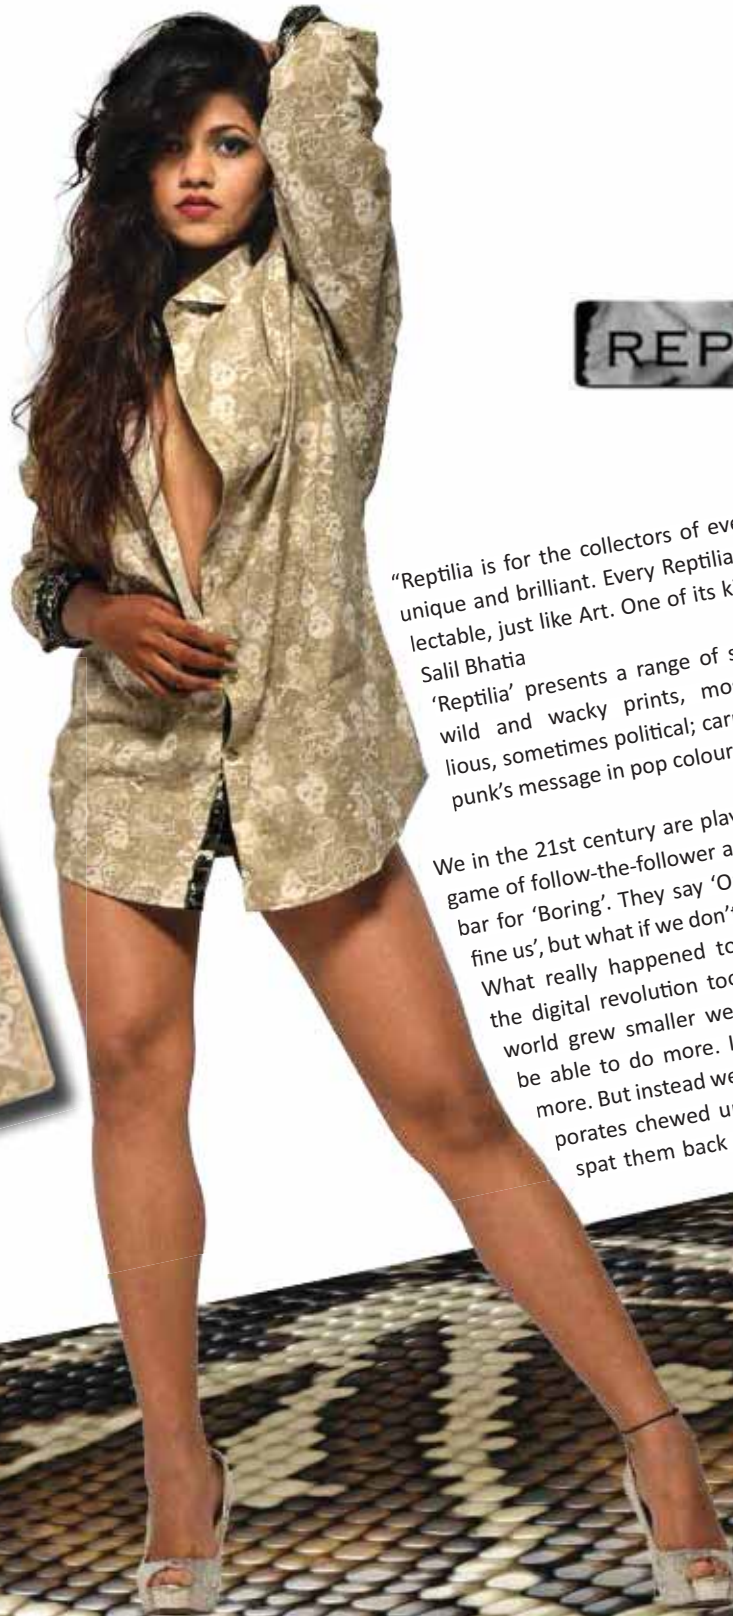 REP
“Reptilia is for the collectors of eve
unique and brilliant. Every Reptilia
lectable, just like Art. One of its k
Salil Bhatia
‘Reptilia’ presents a range of s
wild and wacky prints, mo
lious, sometimes political; car
punk’s message in pop colour
We in the 21st century are play
game of follow-the-follower a
bar for ‘Boring’. They say ‘O
fine us’, but what if we don’t
What really happened to
the digital revolution too
world grew smaller we
be able to do more. I
more. But instead we
porates chewed u
spat them back